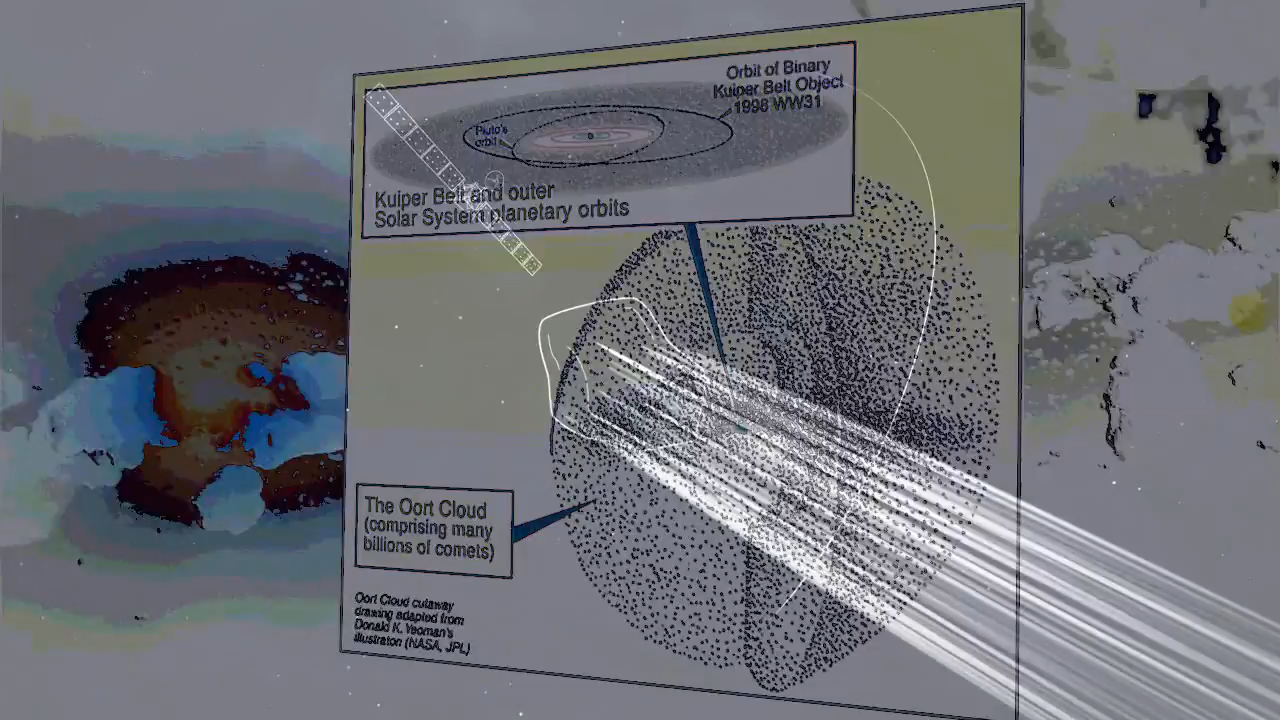 Orbit of Binary
Kuiper Belt Object
1998 WW31
Pluto's
orbit
Kuiper Belt and outer
Solar System planetary orbits
The Oort Cloud
(comprising many
billions of comets)
Oort Cloud cutaway
drawing adapted from
Donald K. Yeoman's
illustration (NASA, JPL)